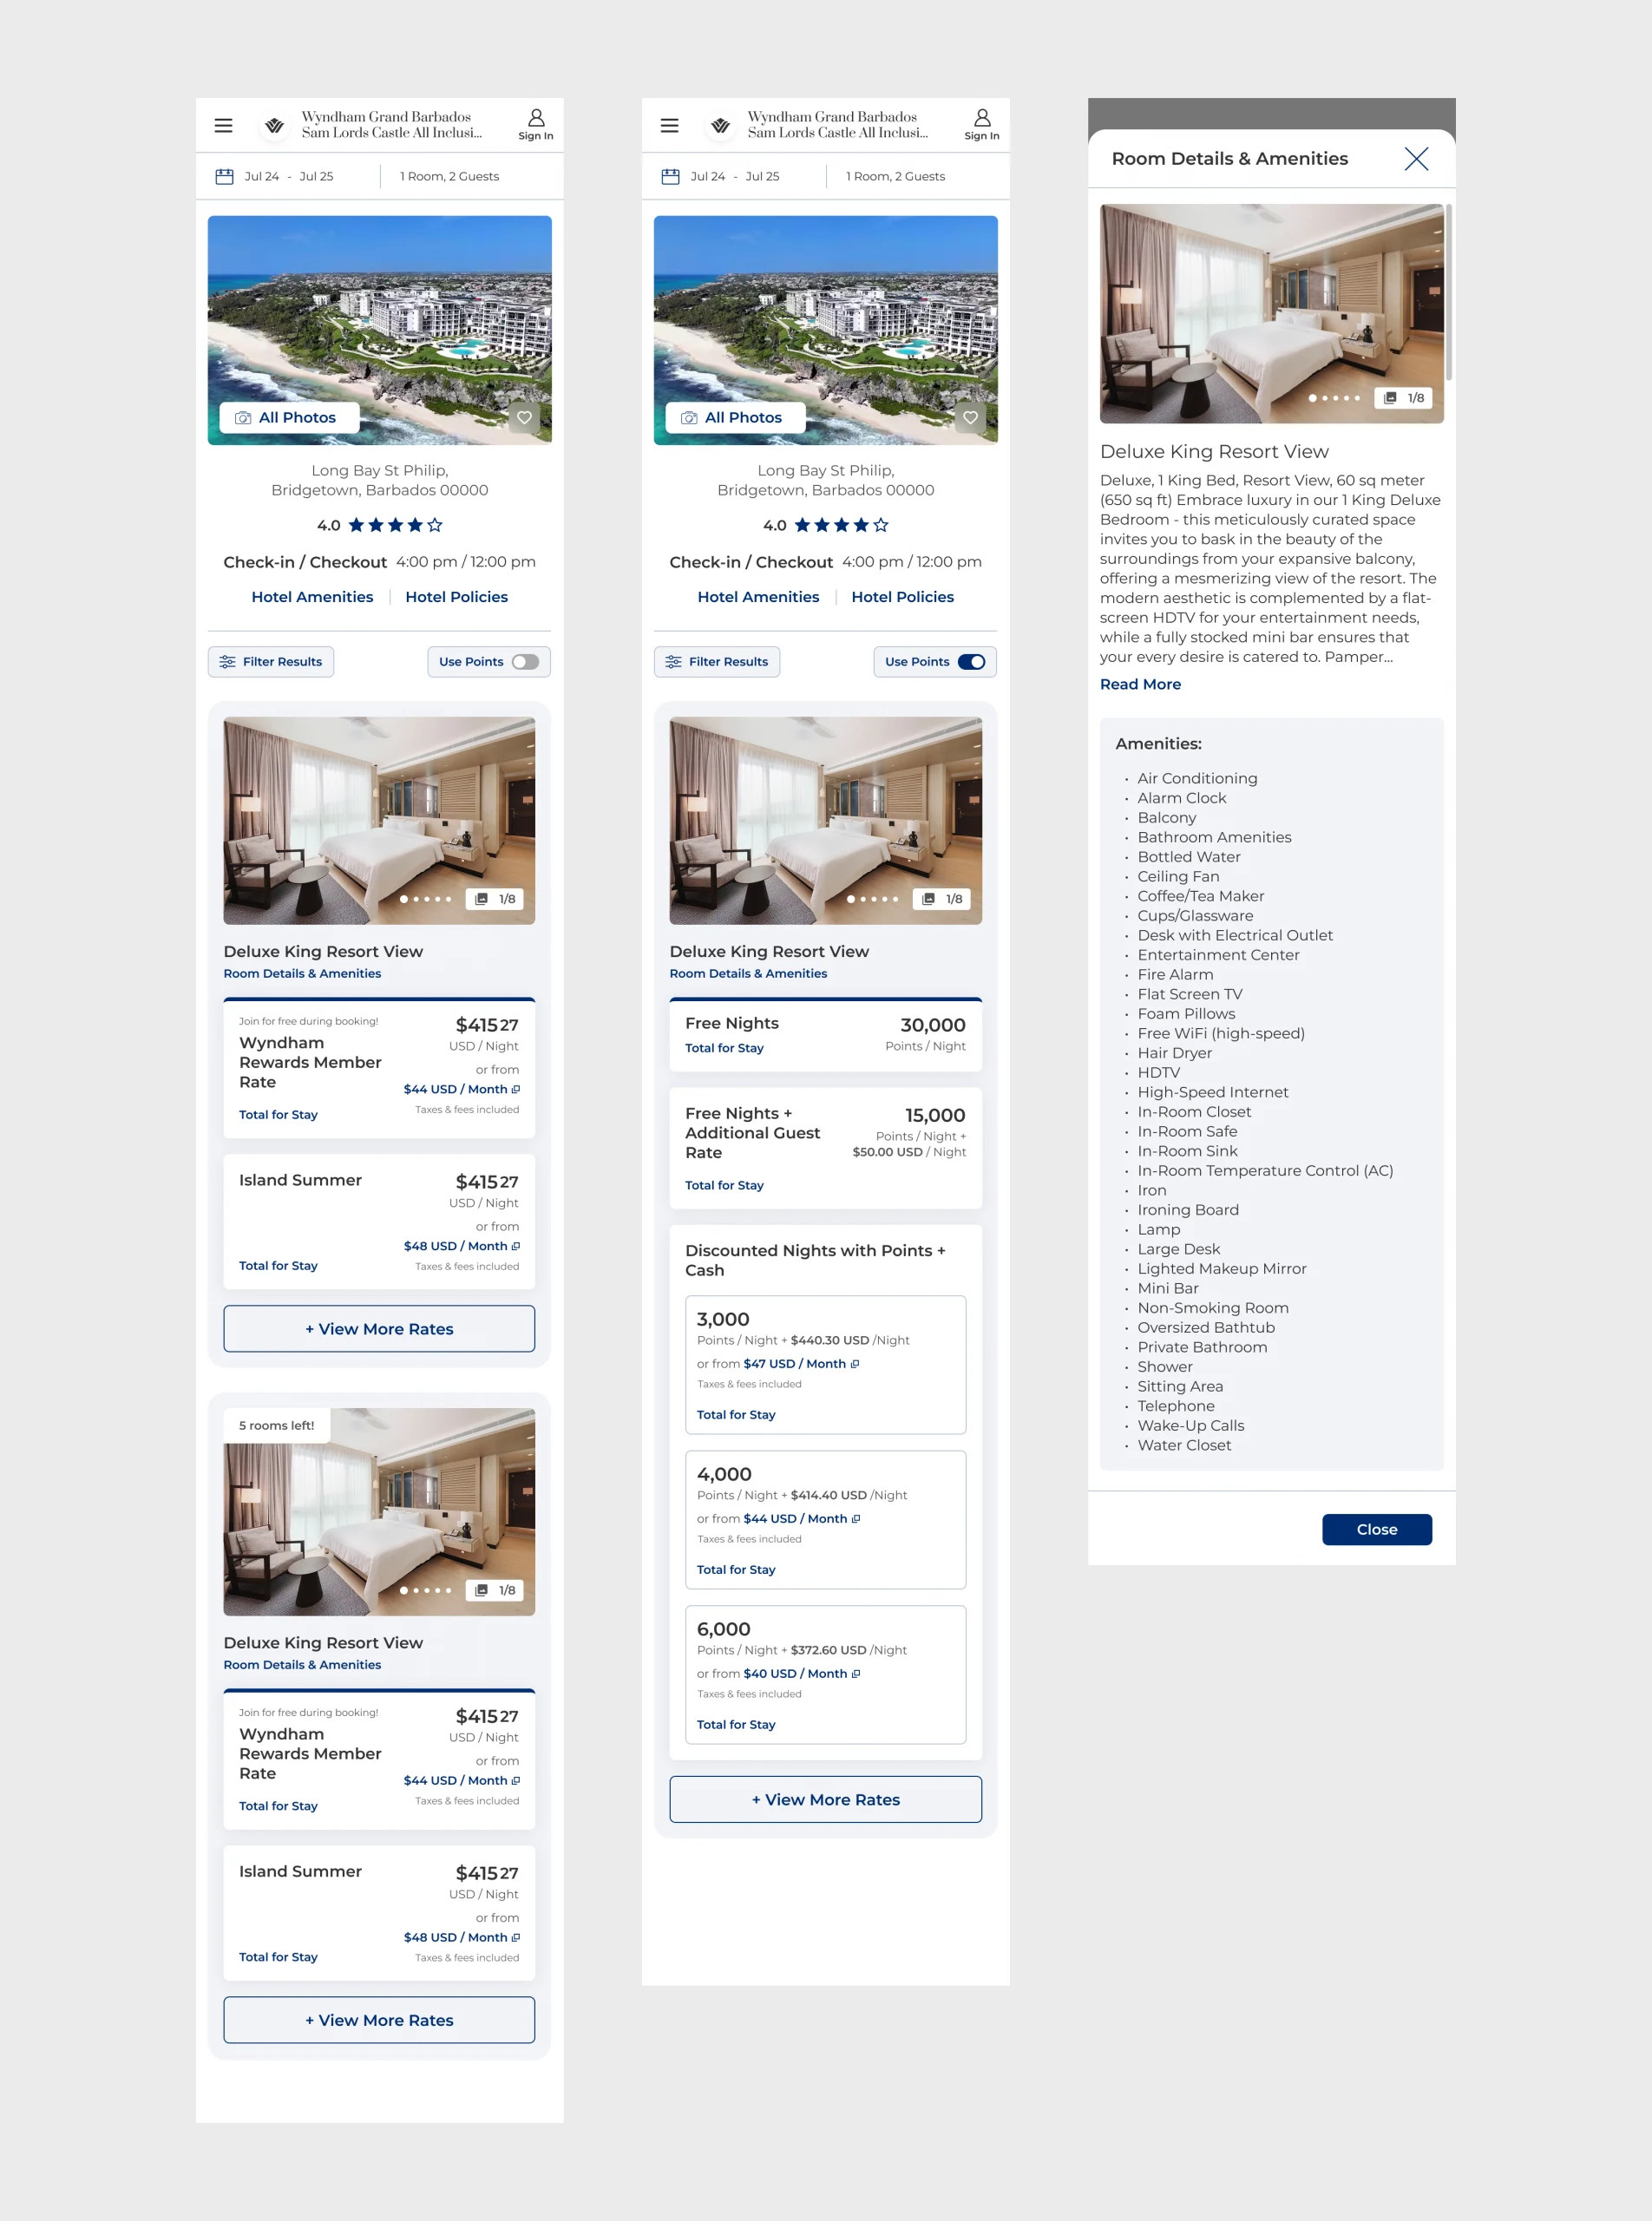 Wyndham Grand Barbados
Sam Lords Castle All Inclusi...
Sign In
Jul 24 - Jul 25
1 Room, 2 Guests
All Photos
Long Bay St Philip,
Bridgetown, Barbados 00000
4.0
Check-in / Checkout 4:00 pm / 12:00 pm
Hotel Amenities
Hotel Policies
Filter Results
Use Points
1/8
Deluxe King Resort View
Room Details & Amenities
Join for free during booking!
Wyndham
Rewards Member
Rate
Total for Stay
$415 27
USD / Night
or from
$44 USD / Month
Taxes & fees included
Island Summer
Total for Stay
$415 27
USD / Night
or from
$48 USD / Month
Taxes & fees included
+ View More Rates
5 rooms left!
1/8
Deluxe King Resort View
Room Details & Amenities
Join for free during booking!
Wyndham
Rewards Member
Rate
Total for Stay
$415 27
USD / Night
or from
$44 USD / Month
Taxes & fees included
Island Summer
Total for Stay
$415 27
USD / Night
or from
$48 USD / Month
Taxes & fees included
+ View More Rates
Wyndham Grand Barbados
Sam Lords Castle All Inclusi...
Sign In
Jul 24 - Jul 25
1 Room, 2 Guests
All Photos
Long Bay St Philip,
Bridgetown, Barbados 00000
4.0
Check-in / Checkout 4:00 pm / 12:00 pm
Hotel Amenities
Hotel Policies
Filter Results
Use Points
1/8
Deluxe King Resort View
Room Details & Amenities
Free Nights
Total for Stay
30,000
Points / Night
Free Nights +
Additional Guest
Rate
Total for Stay
15,000
Points / Night +
$50.00 USD / Night
Discounted Nights with Points +
Cash
3,000
Points / Night + $440.30 USD /Night
or from $47 USD / Month
Taxes & fees included
Total for Stay
4,000
Points / Night + $414.40 USD /Night
or from $44 USD / Month
Taxes & fees included
Total for Stay
6,000
Points / Night + $372.60 USD /Night
or from $40 USD / Month
Taxes & fees included
Total for Stay
+ View More Rates
Room Details & Amenities
1/8
Deluxe King Resort View
Deluxe, 1 King Bed, Resort View, 60 sq meter
(650 sq ft) Embrace luxury in our 1 King Deluxe
Bedroom - this meticulously curated space
invites you to bask in the beauty of the
surroundings from your expansive balcony,
offering a mesmerizing view of the resort. The
modern aesthetic is complemented by a flat-
screen HDTV for your entertainment needs,
while a fully stocked mini bar ensures that
your every desire is catered to. Pamper...
Read More
Amenities:
• Air Conditioning
• Alarm Clock
• Balcony
• Bathroom Amenities
• Bottled Water
• Ceiling Fan
• Coffee/Tea Maker
• Cups/Glassware
• Desk with Electrical Outlet
• Entertainment Center
• Fire Alarm
• Flat Screen TV
• Foam Pillows
• Free WiFi (high-speed)
• Hair Dryer
• HDTV
• High-Speed Internet
• In-Room Closet
• In-Room Safe
• In-Room Sink
• In-Room Temperature Control (AC)
• Iron
• Ironing Board
• Lamp
• Large Desk
• Lighted Makeup Mirror
• Mini Bar
• Non-Smoking Room
• Oversized Bathtub
• Private Bathroom
• Shower
• Sitting Area
• Telephone
• Wake-Up Calls
• Water Closet
Close